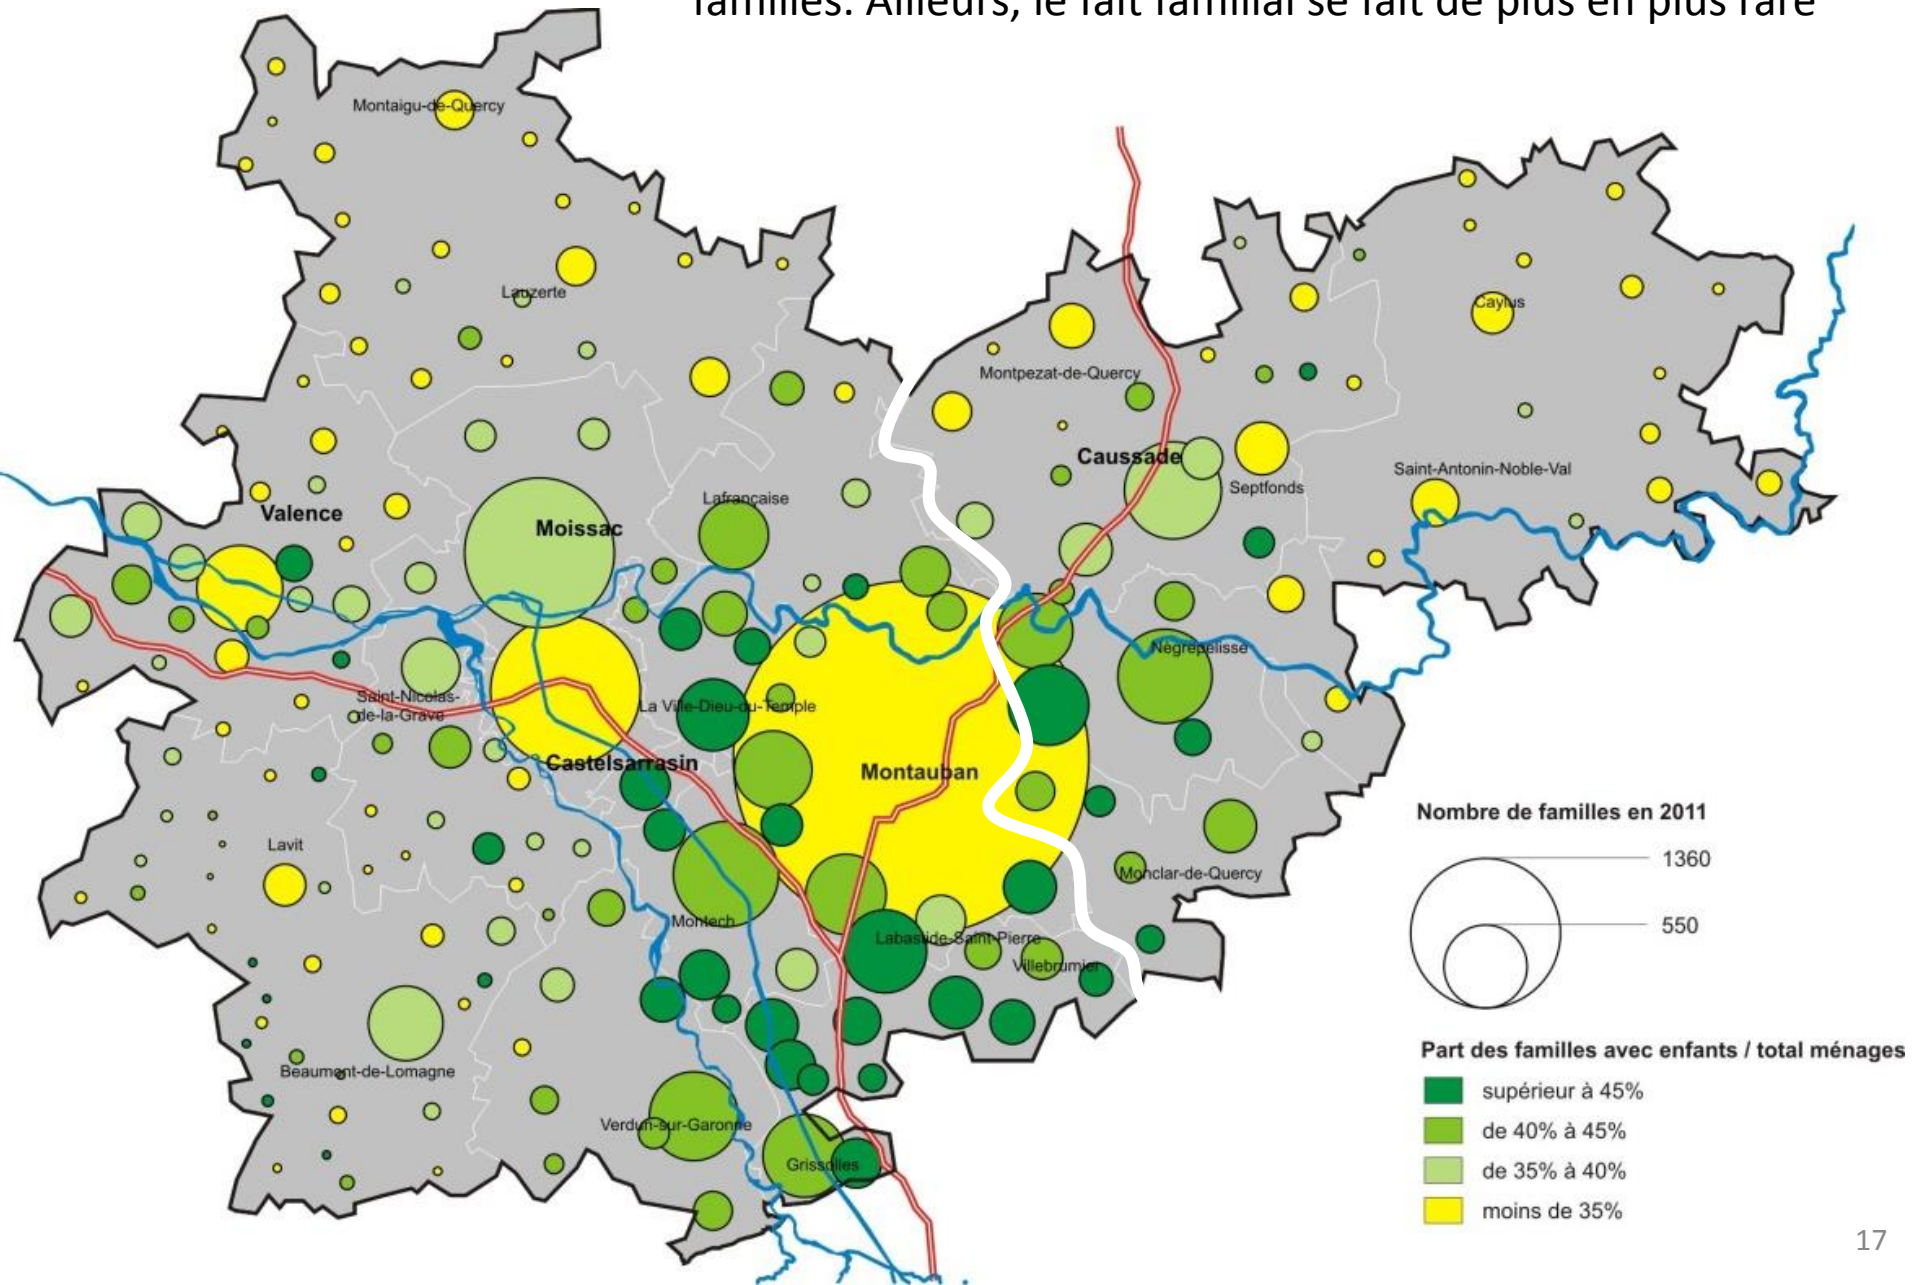 familles. Ailleurs, le fait familial se fait de plus en plus rare
Montaigu-de-Quercy
Lauzerte
Caylus
Montpezat-de-Quercy
Caussade
Septfonds
Saint-Antonin-Noble-Val
Valence
Moissac
Lafrançaise
Nègrepelisse
Saint-Nicolas-
de-la-Grave
La Ville-Dieu-du-Temple
Castelsarrasin
Montauban
Lavit
Monclar-de-Quercy
Montech
Labastide-Saint-Pierre
Villebrumier
Beaumont-de-Lomagne
Verdun-sur-Garonne
Grissolles
Nombre de familles en 2011
1360
550
Part des familles avec enfants / total ménages
supérieur à 45%
de 40% à 45%
de 35% à 40%
moins de 35%
17